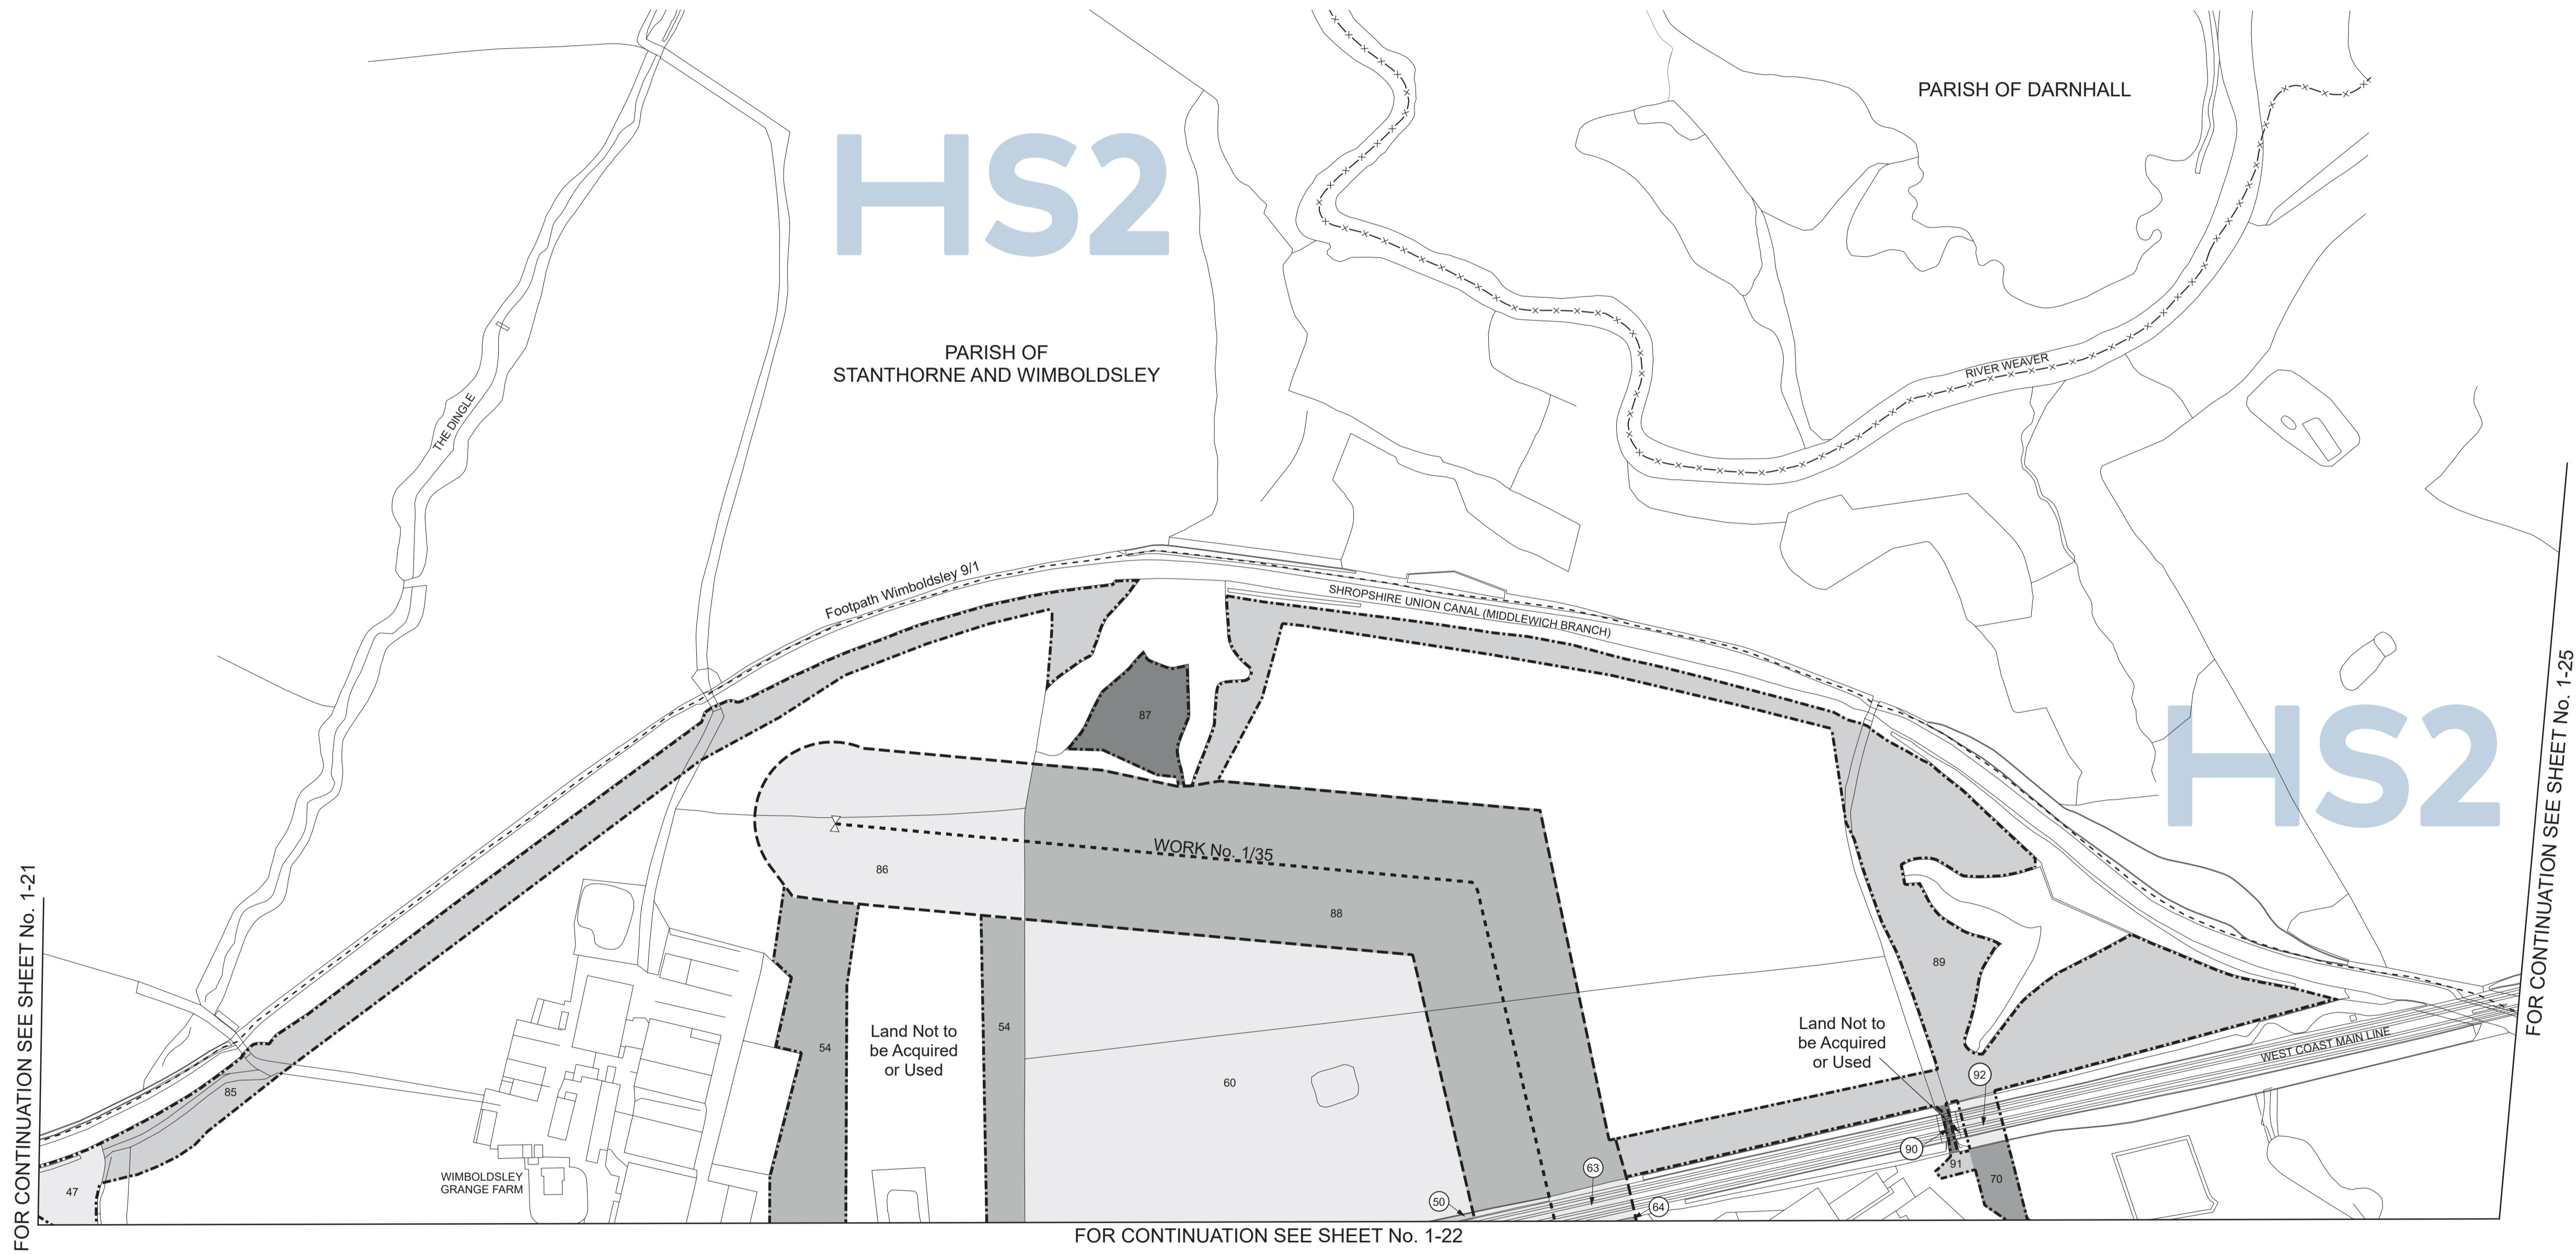 PARISH OF DARNHALL
HS2
PARISH OF
STANTHORNE AND WIMBOLDSLEY
RIVER WEAVER
THE DINGLE
Footpath Wimboldsley 9/1
SHROPSHIRE UNION CANAL (MIDDLEWICH BRANCH)
87
HS2
FOR CONTINUATION SEE SHEET No. 1-25
FOR CONTINUATION SEE SHEET No. 1-21
WORK No. 1/35
86
88
89
54
Land Not to
be Acquired
or Used
54
60
Land Not to
be Acquired
or Used
WEST COAST MAIN LINE
92
85
90
91
70
63
64
50
WIMBOLDSLEY
GRANGE FARM
47
FOR CONTINUATION SEE SHEET No. 1-22